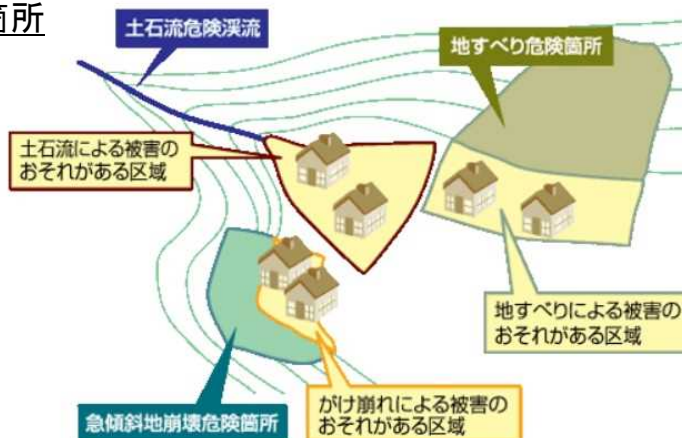 箇所
土石流危険渓流
地すべり危険箇所
土石流による被害の
おそれがある区域
地すべりによる被害の
おそれがある区域
急傾斜地崩壊危険箇所
がけ崩れによる被害の
おそれがある区域